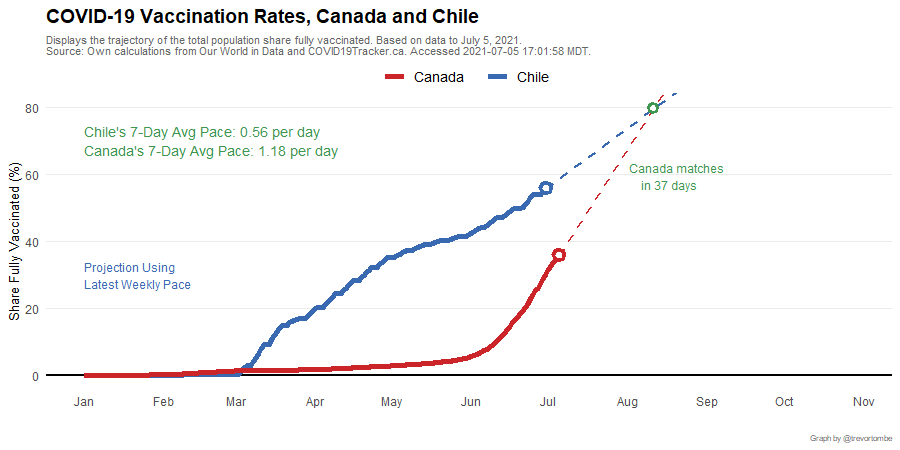 COVID-19 Vaccination Rates, Canada and Chile
Displays the trajectory of the total population share fully vaccinated. Based on data to July 5, 2021.
Source: Own calculations from Our World in Data and COVID19Tracker.ca. Accessed 2021-07-05 17:01:58 MDT.
Canada Chile
Share Fully Vaccinated (%)
80
60
40
20
0
Chile's 7-Day Avg Pace: 0.56 per day
Canada's 7-Day Avg Pace: 1.18 per day
Canada matches
in 37 days
Projection Using
Latest Weekly Pace
Jan Feb Mar Apr May Jun Jul Aug Sep Oct Nov
Graph by @trevortombe